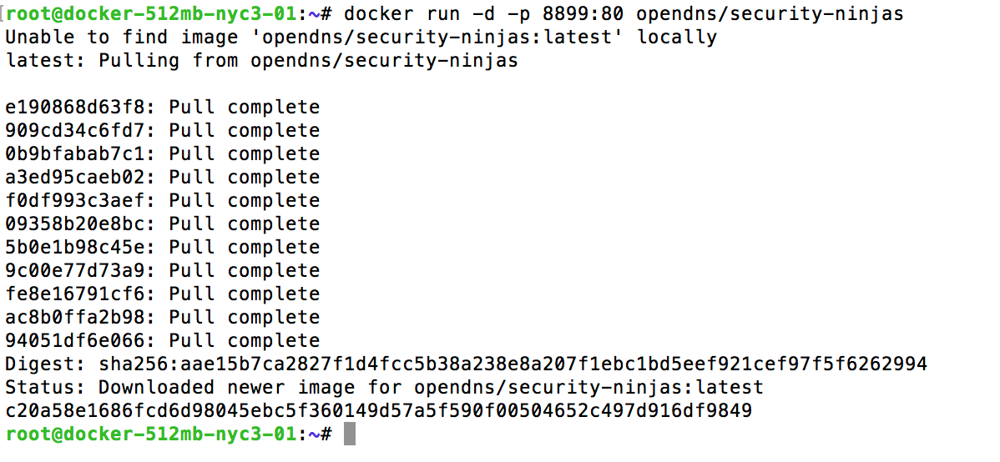 root@docker-512mb-nyc3-01:~# docker run -d -p 8899:80 opendns/security-ninjas
Unable to find image 'opendns/security-ninjas:latest' locally
latest: Pulling from opendns/security-ninjas
e190868d63f8: Pull complete
909cd34c6fd7: Pull complete
0b9bfabab7c1: Pull complete
a3ed95caeb02: Pull complete
f0df993c3aef: Pull complete
09358b20e8bc: Pull complete
5b0e1b98c45e: Pull complete
9c00e77d73a9: Pull complete
fe8e16791cf6: Pull complete
ac8b0ffa2b98: Pull complete
94051df6e066: Pull complete
Digest: sha256:aae15b7ca2827f1d4fcc5b38a238e8a207f1ebc1bd5eef921cef97f5f6262994
Status: Downloaded newer image for opendns/security-ninjas:latest
c20a58e1686fcd6d98045ebc5f360149d57a5f590f00504652c497d916df9849
root@docker-512mb-nyc3-01:~#